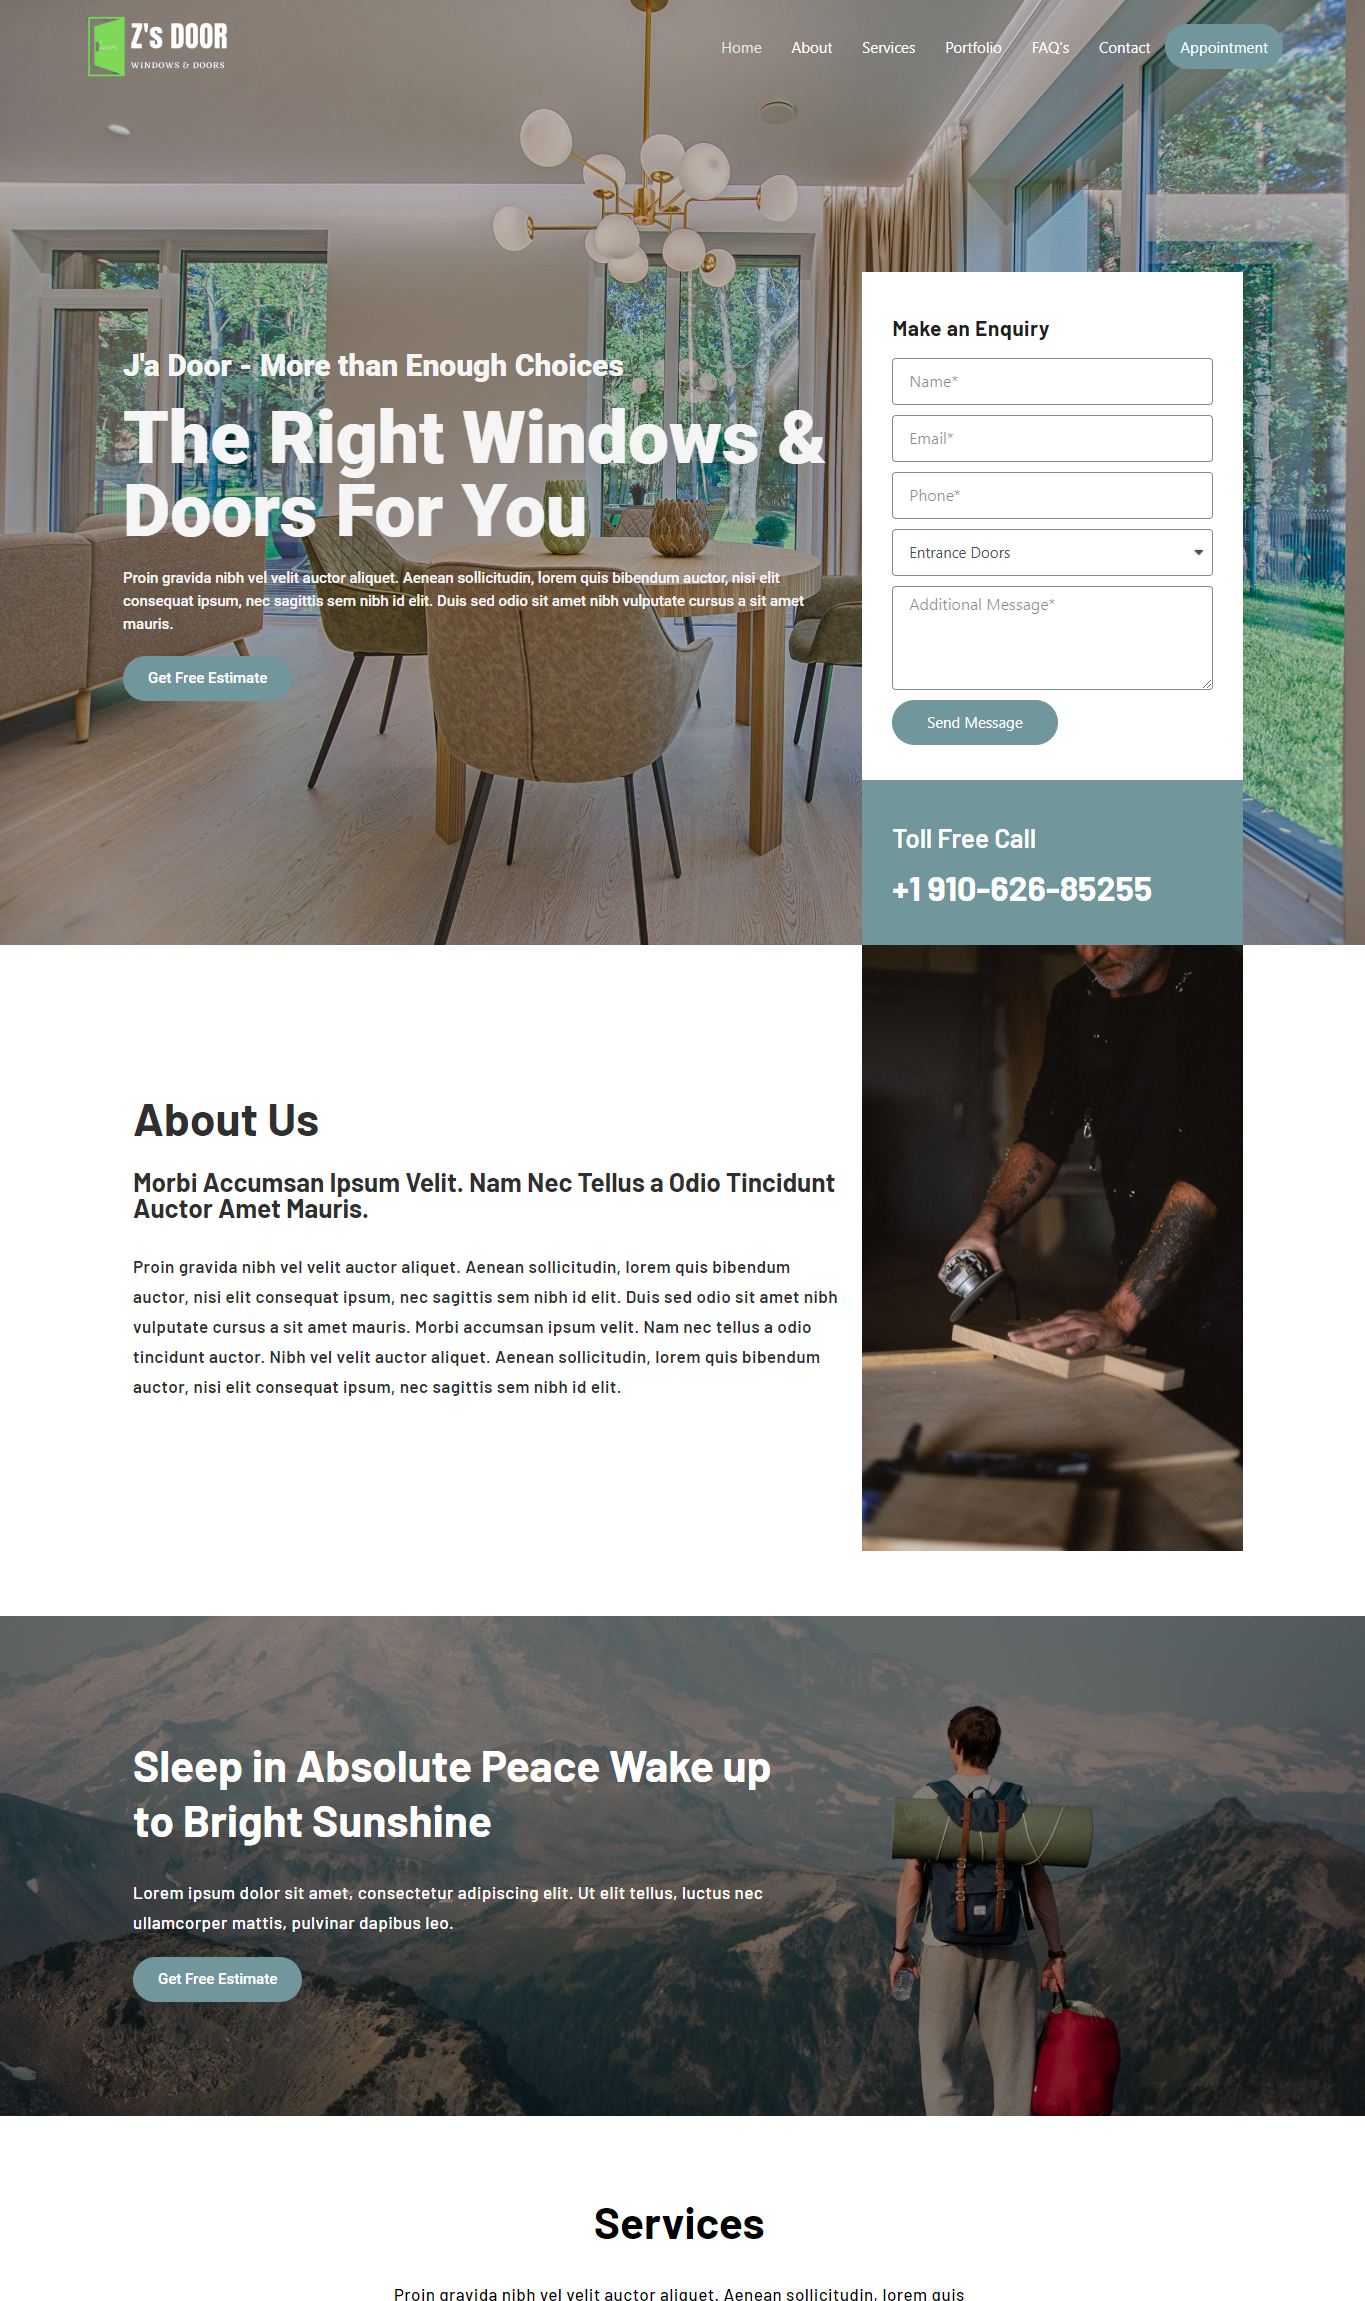 Z's DOOR
WINDOWS & DOORS
Home
About
Services
Portfolio
FAQ's
Contact
Appointment
J'a Door - More than Enough Choices
The Right Windows &
Doors For You
Proin gravida nibh vel velit auctor aliquet. Aenean sollicitudin, lorem quis bibendum auctor, nisi elit
consequat ipsum, nec sagittis sem nibh id elit. Duis sed odio sit amet nibh vulputate cursus a sit amet
mauris.
Get Free Estimate
Make an Enquiry
Name*
Email*
Phone*
Entrance Doors
Additional Message*
Send Message
Toll Free Call
+1 910-626-85255
About Us
Morbi Accumsan Ipsum Velit. Nam Nec Tellus a Odio Tincidunt
Auctor Amet Mauris.
Proin gravida nibh vel velit auctor aliquet. Aenean sollicitudin, lorem quis bibendum
auctor, nisi elit consequat ipsum, nec sagittis sem nibh id elit. Duis sed odio sit amet nibh
vulputate cursus a sit amet mauris. Morbi accumsan ipsum velit. Nam nec tellus a odio
tincidunt auctor. Nibh vel velit auctor aliquet. Aenean sollicitudin, lorem quis bibendum
auctor, nisi elit consequat ipsum, nec sagittis sem nibh id elit.
Sleep in Absolute Peace Wake up
to Bright Sunshine
Lorem ipsum dolor sit amet, consectetur adipiscing elit. Ut elit tellus, luctus nec
ullamcorper mattis, pulvinar dapibus leo.
Get Free Estimate
Services
Proin gravida nibh vel velit auctor aliquet. Aenean sollicitudin, lorem quis